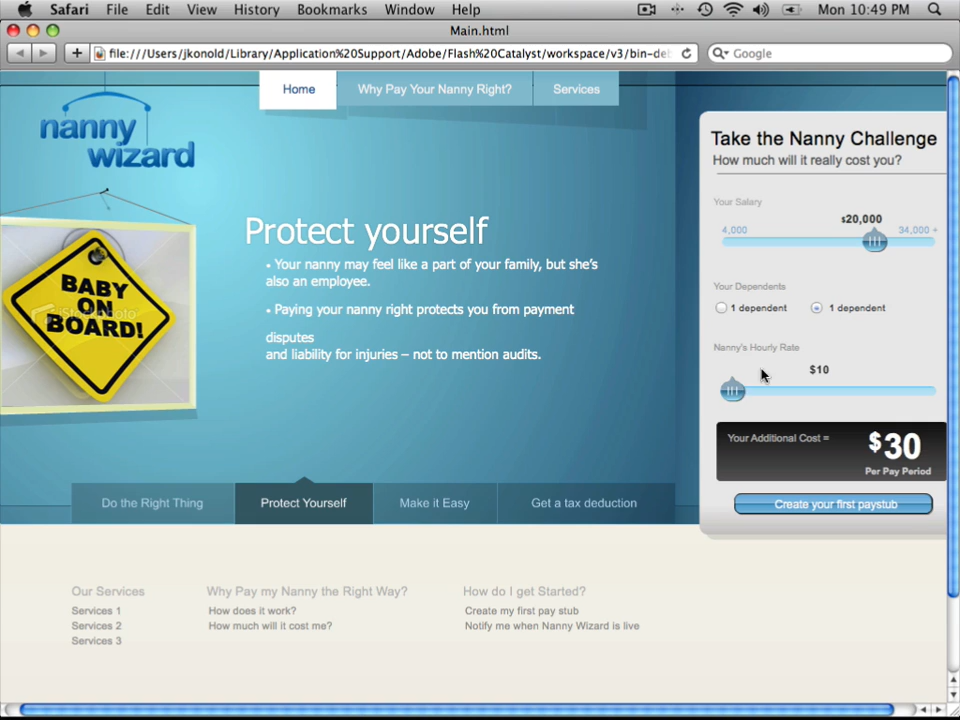 Safari File Edit View History Bookmarks Window Help Mon 10:49 PM
Main.html
file:///Users/jkonold/Library/Application%20Support/Adobe/Flash%20Catalyst/workspace/v3/bin-de
Google
Home Why Pay Your Nanny Right? Services
nanny
wizard
Take the Nanny Challenge
How much will it really cost you?
Your Salary
$20,000
4,000 34,000 +
BABY
ON
BOARD!
iStockphoto
Protect yourself
• Your nanny may feel like a part of your family, but she's
also an employee.
• Paying your nanny right protects you from payment
disputes
and liability for injuries – not to mention audits.
Your Dependents
1 dependent 1 dependent
Nanny's Hourly Rate
$10
Your Additional Cost =
$30
Per Pay Period
Create your first paystub
Do the Right Thing Protect Yourself Make it Easy Get a tax deduction
Our Services
Services 1
Services 2
Services 3
Why Pay my Nanny the Right Way?
How does it work?
How much will it cost me?
How do I get Started?
Create my first pay stub
Notify me when Nanny Wizard is live